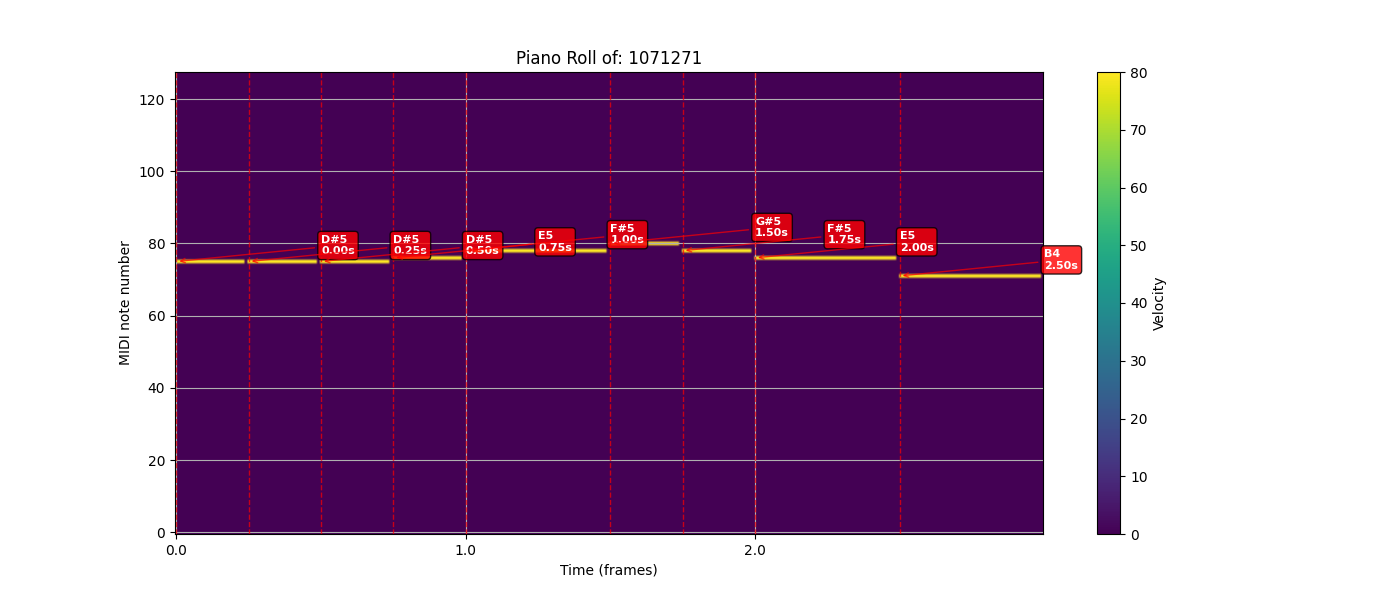 Piano Roll of: 1071271
120
100
80
60
40
20
0
MIDI note number
D#5
0.00s
D#5
0.25s
D#5
0.50s
E5
0.75s
F#5
1.00s
G#5
1.50s
F#5
1.75s
E5
2.00s
B4
2.50s
0.0
1.0
2.0
Time (frames)
80
70
60
50
40
30
20
10
0
Velocity